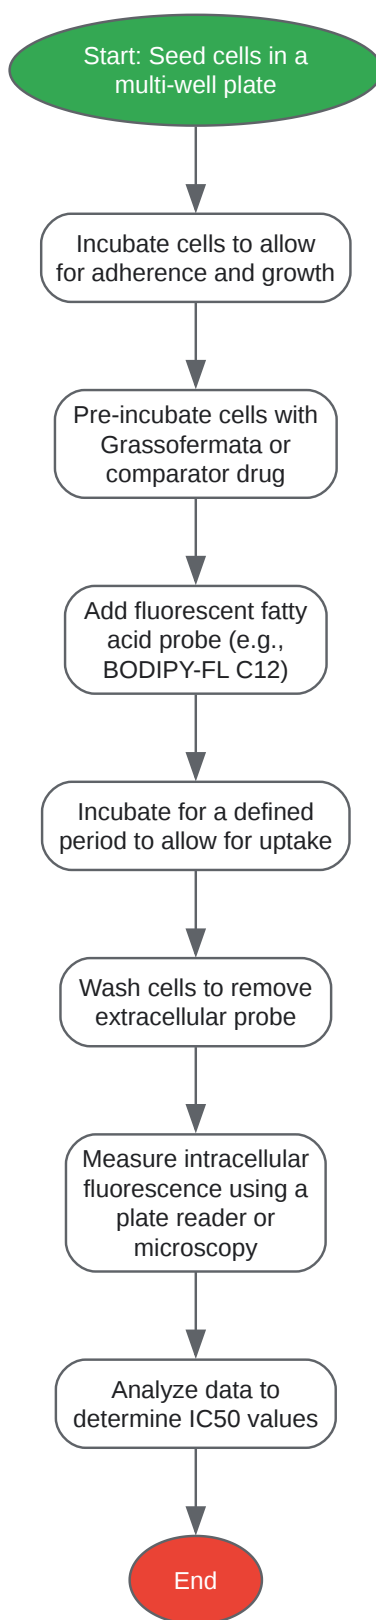 Start: Seed cells in a
multi-well plate
Incubate cells to allow
for adherence and growth
Pre-incubate cells with
Grassofermata or
comparator drug
Add fluorescent fatty
acid probe (e.g.,
BODIPY-FL C12)
Incubate for a defined
period to allow for uptake
Wash cells to remove
extracellular probe
Measure intracellular
fluorescence using a
plate reader or
microscopy
Analyze data to
determine IC50 values
End